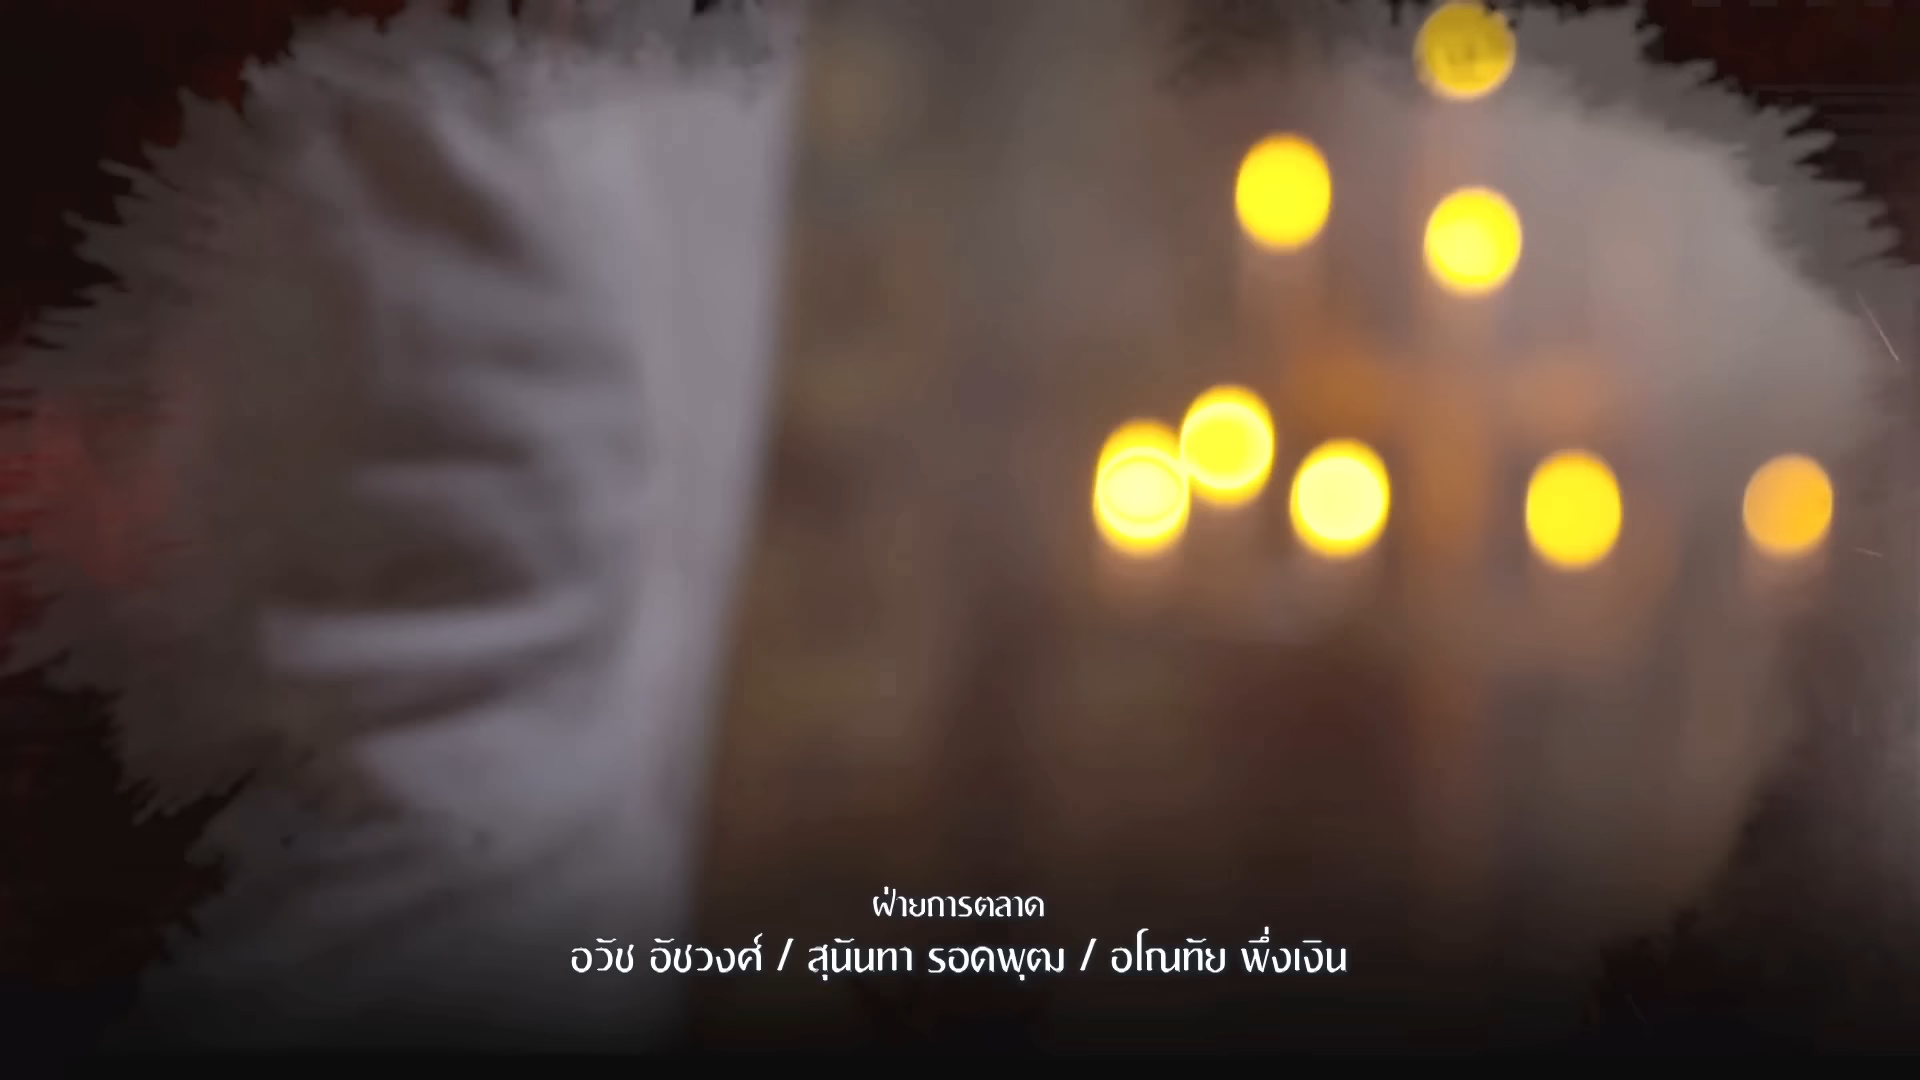 ฝ่ายการตลาด
อวัช อัชวงศ์ / สุนันทา รอดพุฒ / อโณทัย พึ่งเงิน